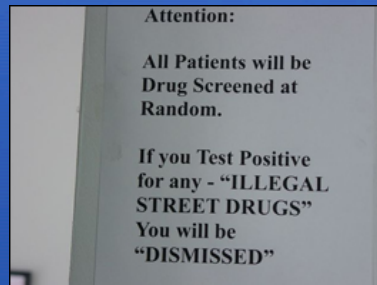 Attention:
All Patients will be
Drug Screened at
Random.
If you Test Positive
for any - "ILLEGAL
STREET DRUGS"
You will be
"DISMISSED"